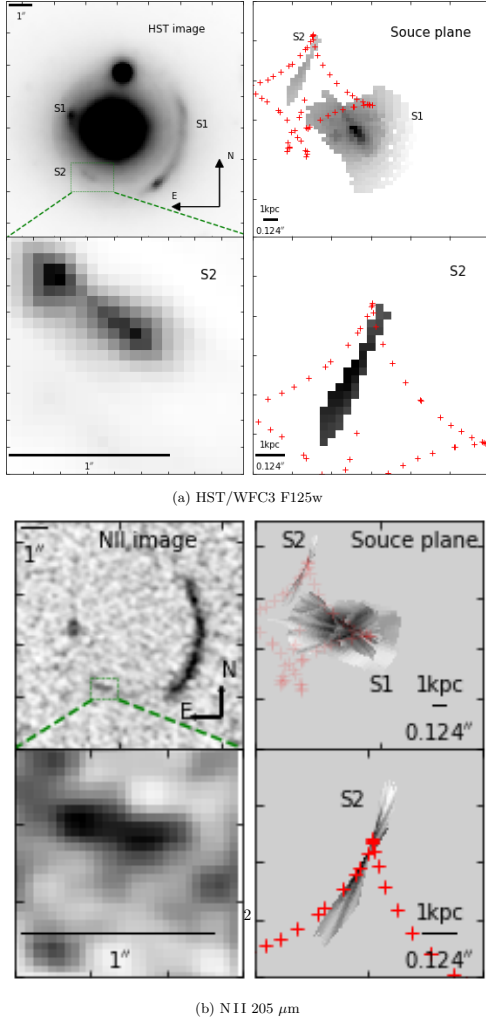 1″
HST image
S1
S1
S2
N
E
S2
Souce plane
S1
1kpc
0.124″
S2
1″
S2
1kpc
0.124″
(a) HST/WFC3 F125w
1″
NII image
N
E
S2
Souce plane
S1
1kpc
0.124″
1″
S2
2
1kpc
0.124″
(b) N II 205 μm